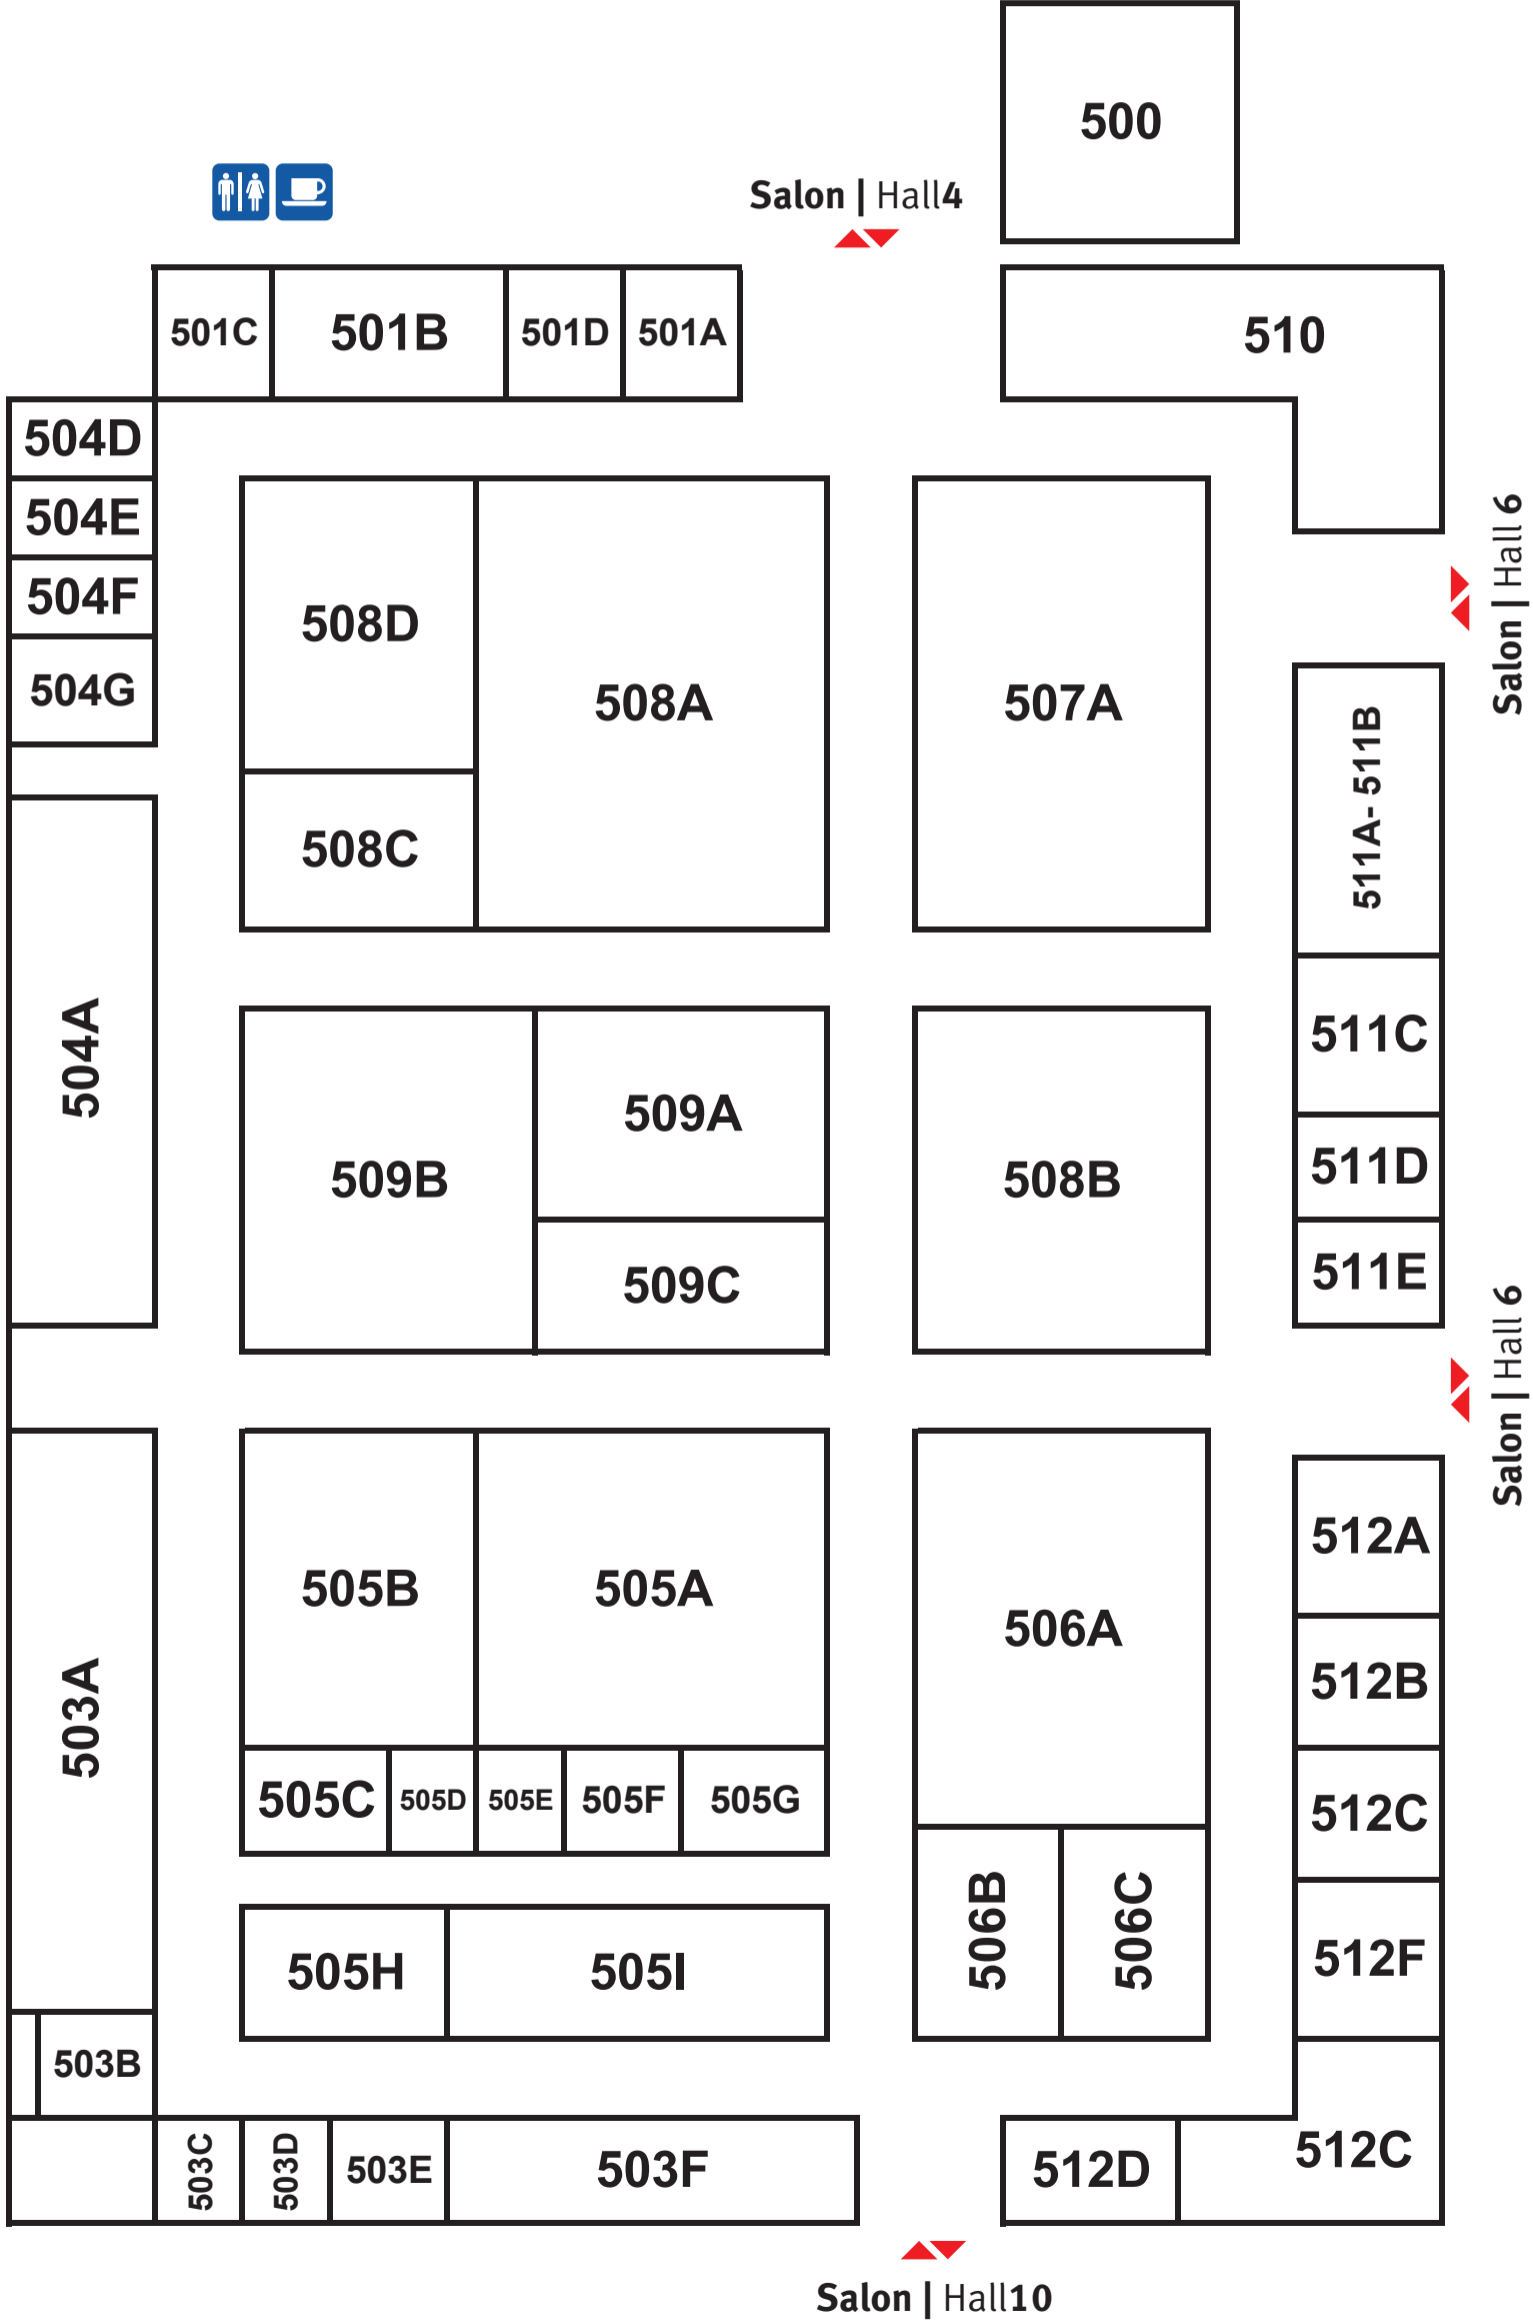 500
Salon | Hall4
501C
501B
501D
501A
510
504D
504E
504F
504G
508D
508A
507A
Salon | Hall 6
508C
511A- 511B
504A
509B
509A
509C
508B
511C
511D
511E
Salon | Hall 6
503A
505B
505A
506A
512A
512B
505C
505D
505E
505F
505G
512C
506B
506C
512F
505H
505I
503B
503C
503D
503E
503F
512D
512C
Salon | Hall10